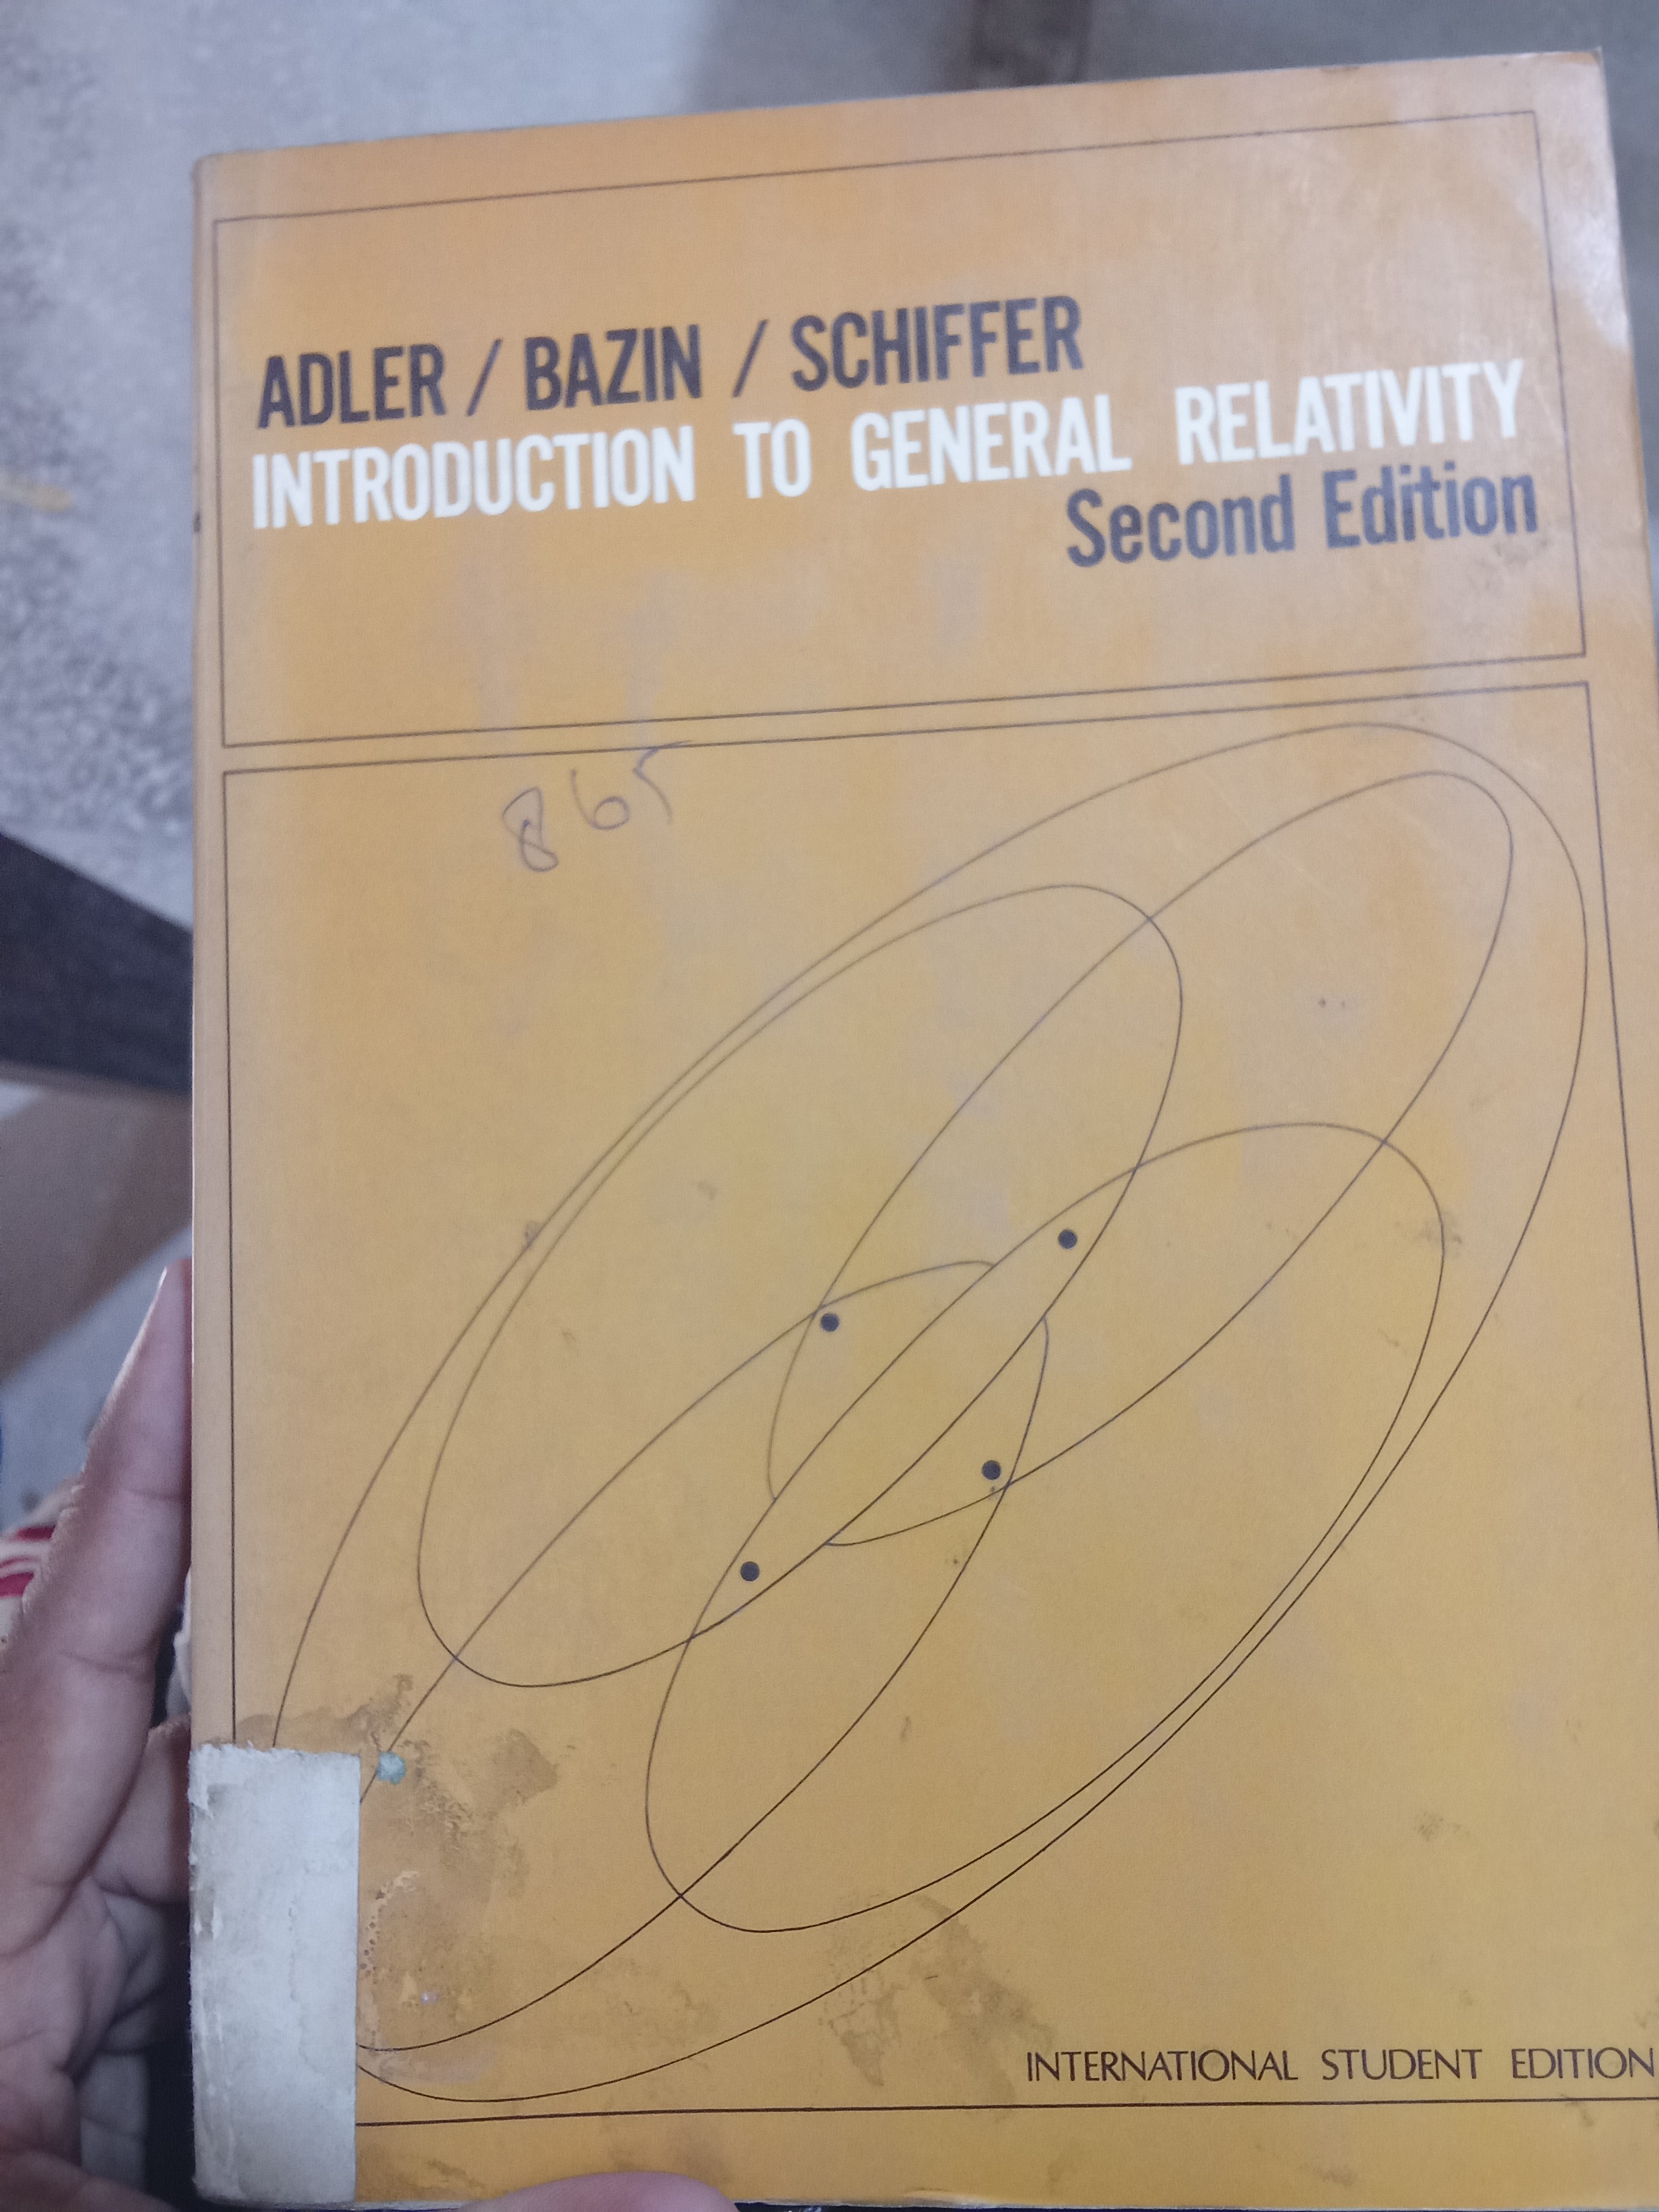 ADLER / BAZIN / SCHIFFER
INTRODUCTION TO GENERAL RELATIVITY
Second Edition
865
INTERNATIONAL STUDENT EDITION